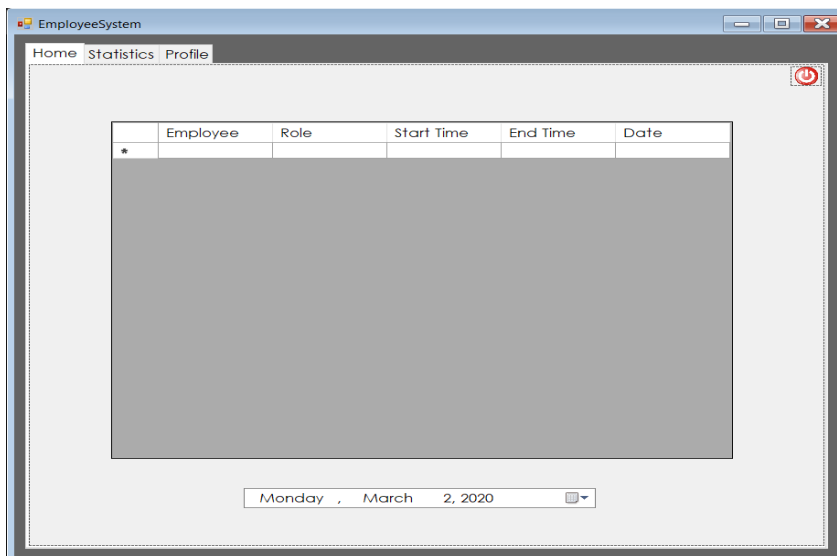 EmployeeSystem
Home Statistics Profile
Employee Role Start Time End Time Date
*
Monday , March 2, 2020